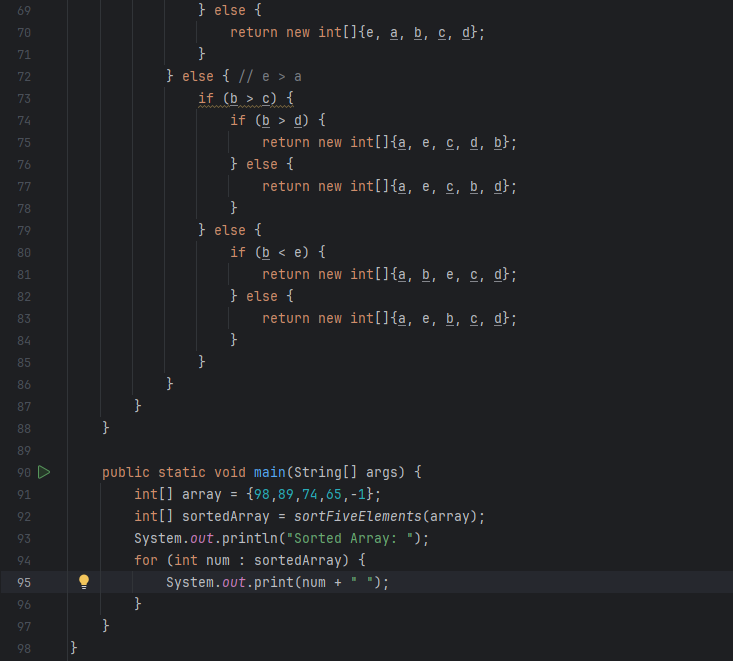 69 } else {
70 return new int[]{e, a, b, c, d};
71 }
72 } else { // e > a
73 if (b > c) {
74 if (b > d) {
75 return new int[]{a, e, c, d, b};
76 } else {
77 return new int[]{a, e, c, b, d};
78 }
79 } else {
80 if (b < e) {
81 return new int[]{a, b, e, c, d};
82 } else {
83 return new int[]{a, e, b, c, d};
84 }
85 }
86 }
87 }
88 }
89
90 public static void main(String[] args) {
91 int[] array = {98,89,74,65,-1};
92 int[] sortedArray = sortFiveElements(array);
93 System.out.println("Sorted Array: ");
94 for (int num : sortedArray) {
95 System.out.print(num + " ");
96 }
97 }
98 }